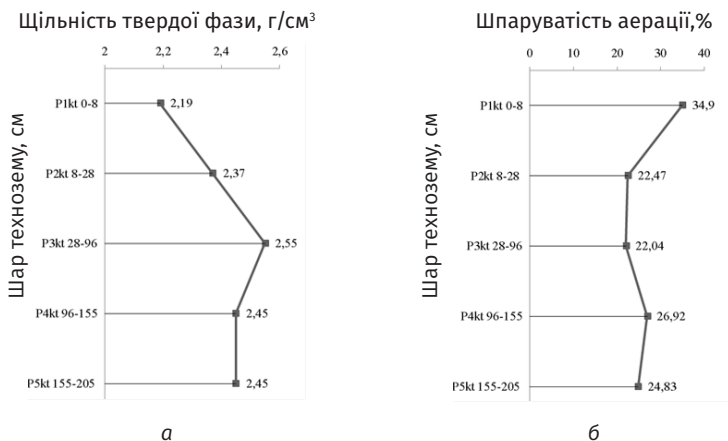 Щільність твердої фази, г/см³
2 2,2 2,4 2,6
Шар технозему, см
P1kt 0-8 2,19
P2kt 8-28 2,37
P3kt 28-96 2,55
P4kt 96-155 2,45
P5kt 155-205 2,45
а
Шпаруватість аерації,%
0 10 20 30 40
Шар технозему, см
P1kt 0-8 34,9
P2kt 8-28 22,47
P3kt 28-96 22,04
P4kt 96-155 26,92
P5kt 155-205 24,83
б